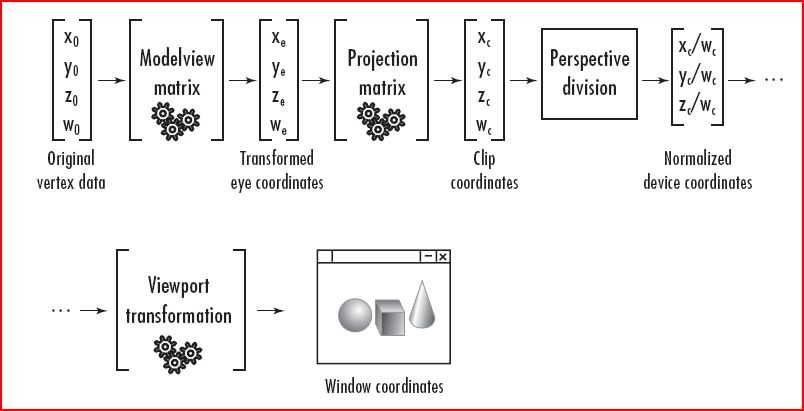 x0
y0
z0
w0
Original
vertex data
Modelview
matrix
xe
ye
ze
we
Transformed
eye coordinates
Projection
matrix
xc
yc
zc
wc
Clip
coordinates
Perspective
division
xc/wc
yc/wc
zc/wc
Normalized
device coordinates
...
...
Viewport
transformation
Window coordinates